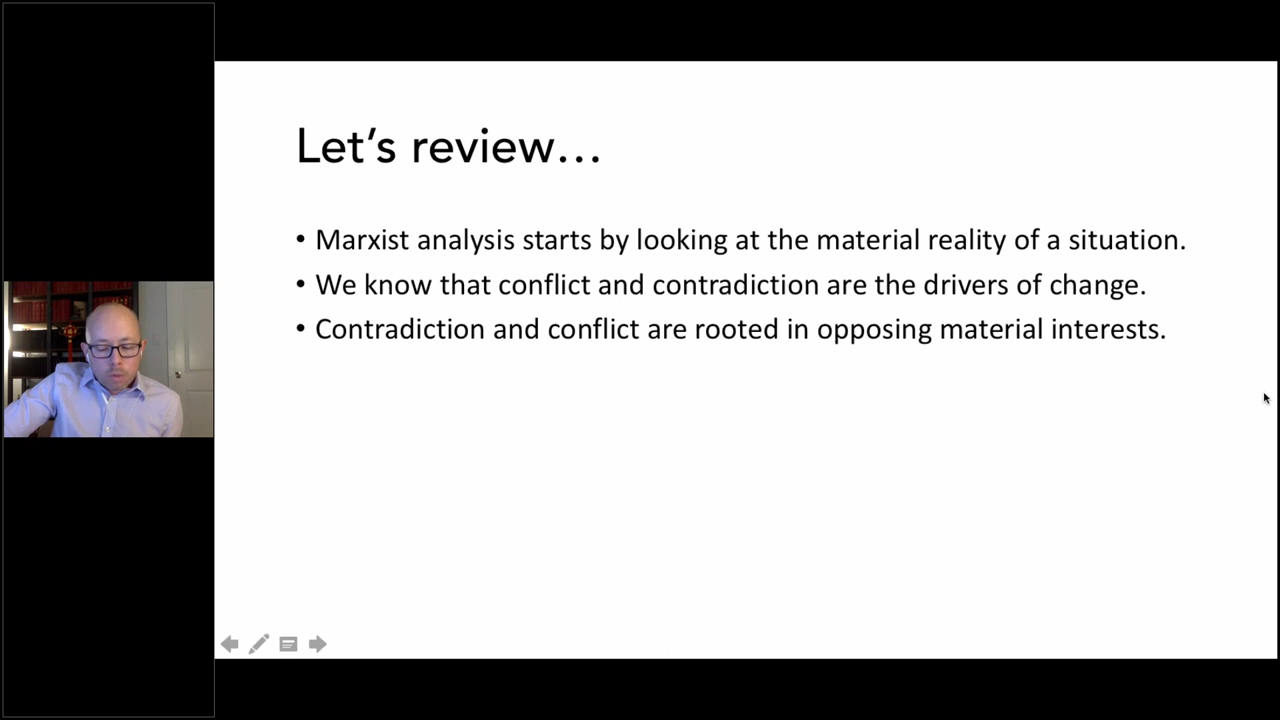 Let’s review…
• Marxist analysis starts by looking at the material reality of a situation.
• We know that conflict and contradiction are the drivers of change.
• Contradiction and conflict are rooted in opposing material interests.